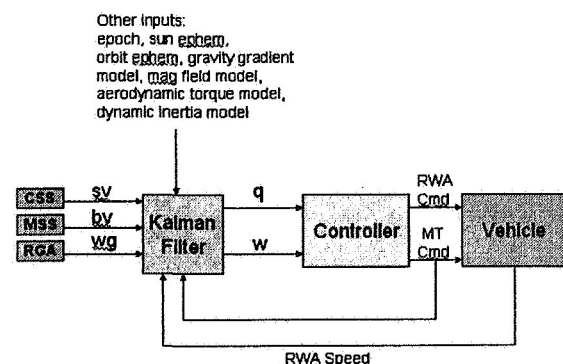 Other inputs:
epoch, sun ephem,
orbit ephem, gravity gradient
model, mag field model,
aerodynamic torque model,
dynamic inertia model
CSS
sv
MSS
bv
RGA
wg
Kalman
Filter
q
w
Controller
RWA
Cmd
MT
Cmd
Vehicle
RWA Speed